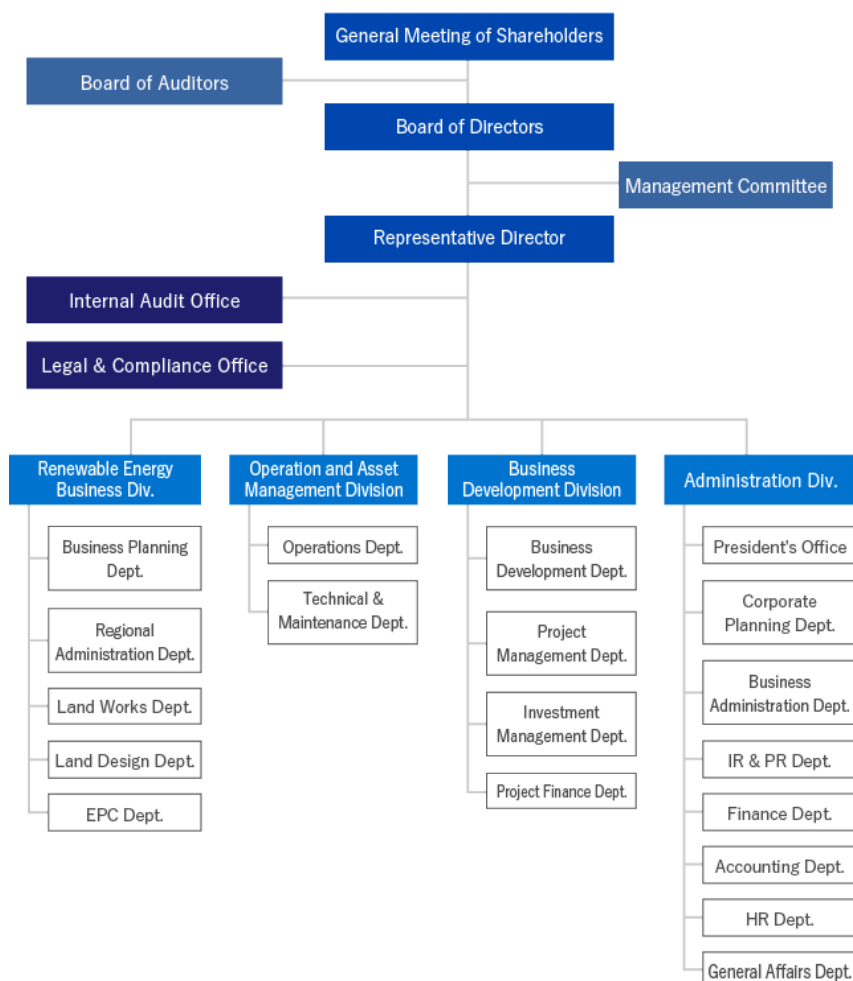 General Meeting of Shareholders
Board of Auditors
Board of Directors
Management Committee
Representative Director
Internal Audit Office
Legal & Compliance Office
Renewable Energy
Business Div.
Business Planning
Dept.
Regional
Administration Dept.
Land Works Dept.
Land Design Dept.
EPC Dept.
Operation and Asset
Management Division
Operations Dept.
Technical &
Maintenance Dept.
Business
Development Division
Business
Development Dept.
Project
Management Dept.
Investment
Management Dept.
Project Finance Dept.
Administration Div.
President's Office
Corporate
Planning Dept.
Business
Administration Dept.
IR & PR Dept.
Finance Dept.
Accounting Dept.
HR Dept.
General Affairs Dept.